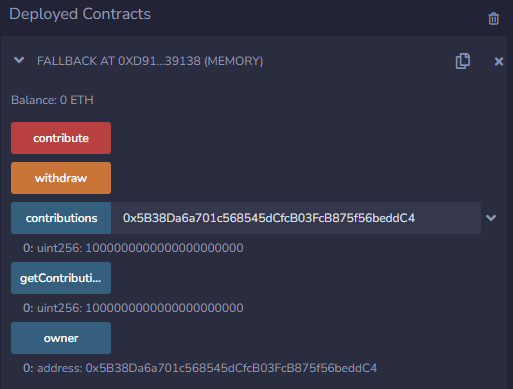 Deployed Contracts
FALLBACK AT 0XD91...39138 (MEMORY)
Balance: 0 ETH
contribute
withdraw
contributions 0x5B38Da6a701c568545dCfcB03FcB875f56beddC4
0: uint256: 1000000000000000000000
getContributi...
0: uint256: 1000000000000000000000
owner
0: address: 0x5B38Da6a701c568545dCfcB03FcB875f56beddC4